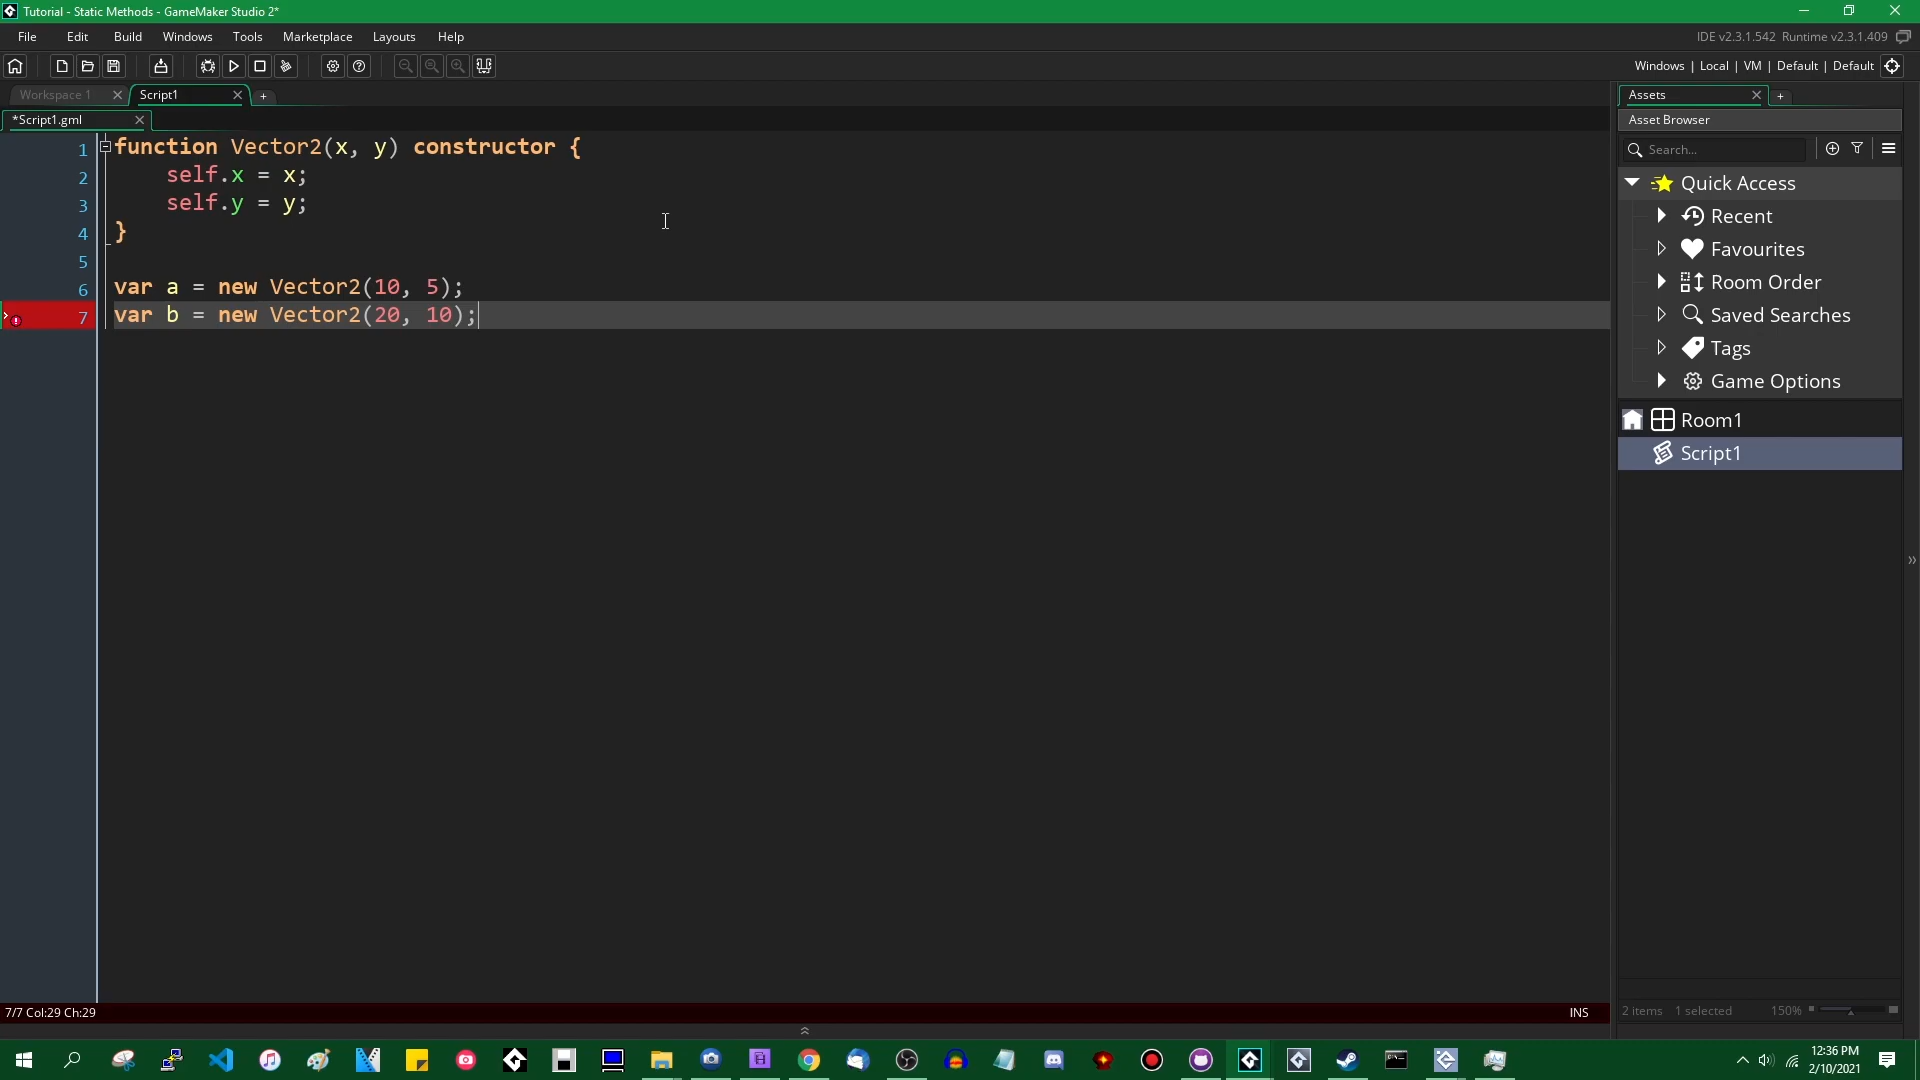 Tutorial - Static Methods - GameMaker Studio 2*
File Edit Build Windows Tools Marketplace Layouts Help
IDE v2.3.1.542 Runtime v2.3.1.409
Windows | Local | VM | Default | Default
Workspace 1
Script1
Assets
*Script1.gml
Asset Browser
1 function Vector2(x, y) constructor {
2 self.x = x;
3 self.y = y;
4 }
5
6 var a = new Vector2(10, 5);
7 var b = new Vector2(20, 10);
Search...
Quick Access
Recent
Favourites
Room Order
Saved Searches
Tags
Game Options
Room1
Script1
2 items 1 selected 150%
7/7 Col:29 Ch:29
INS
12:36 PM
2/10/2021